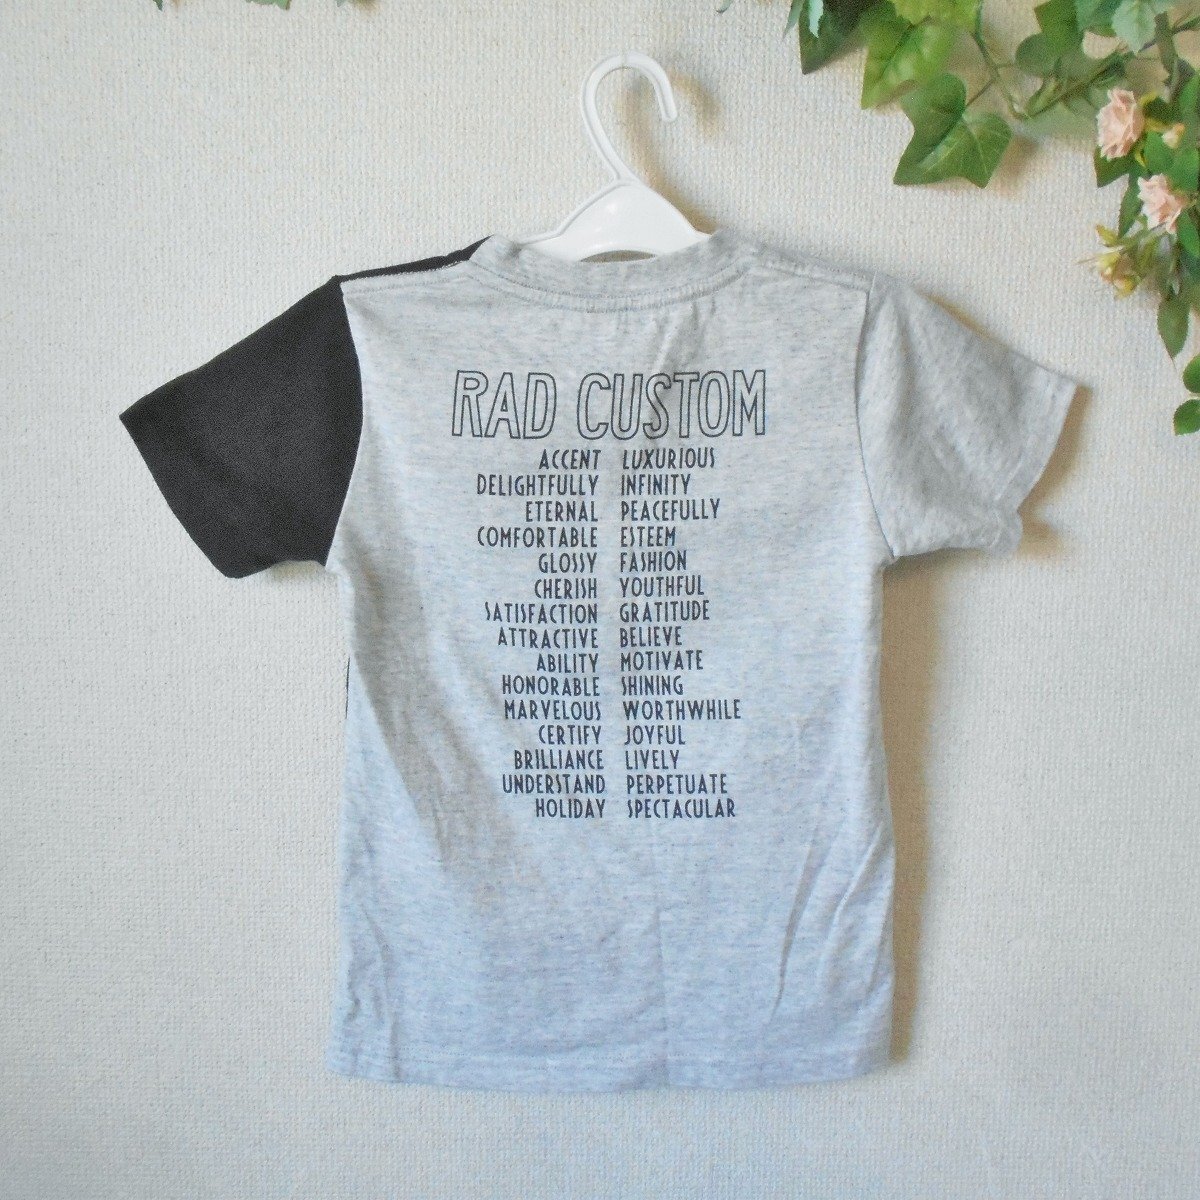 RAD CUSTOM
ACCENT LUXURIOUS
DELIGHTFULLY INFINITY
ETERNAL PEACEFULLY
COMFORTABLE ESTEEM
GLOSSY FASHION
CHERISH YOUTHFUL
SATISFACTION GRATITUDE
ATTRACTIVE BELIEVE
ABILITY MOTIVATE
HONORABLE SHINING
MARVELOUS WORTHWHILE
CERTIFY JOYFUL
BRILLIANCE LIVELY
UNDERSTAND PERPETUATE
HOLIDAY SPECTACULAR